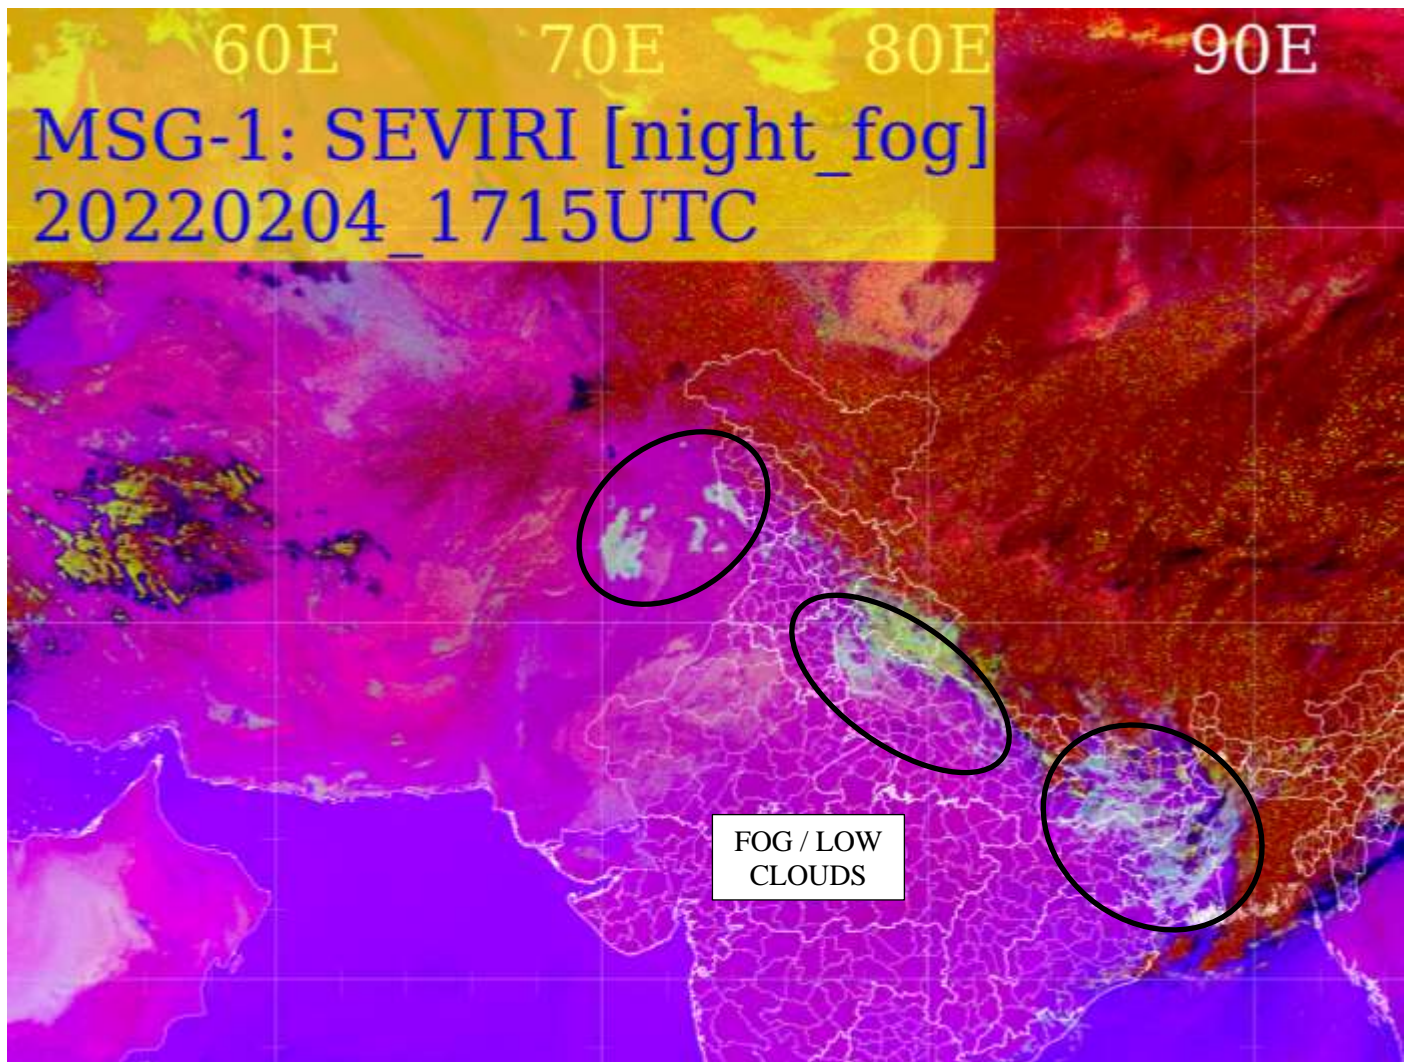 60E 70E 80E 90E
MSG-1: SEVIRI [night_fog]
20220204_1715UTC
FOG / LOW
CLOUDS